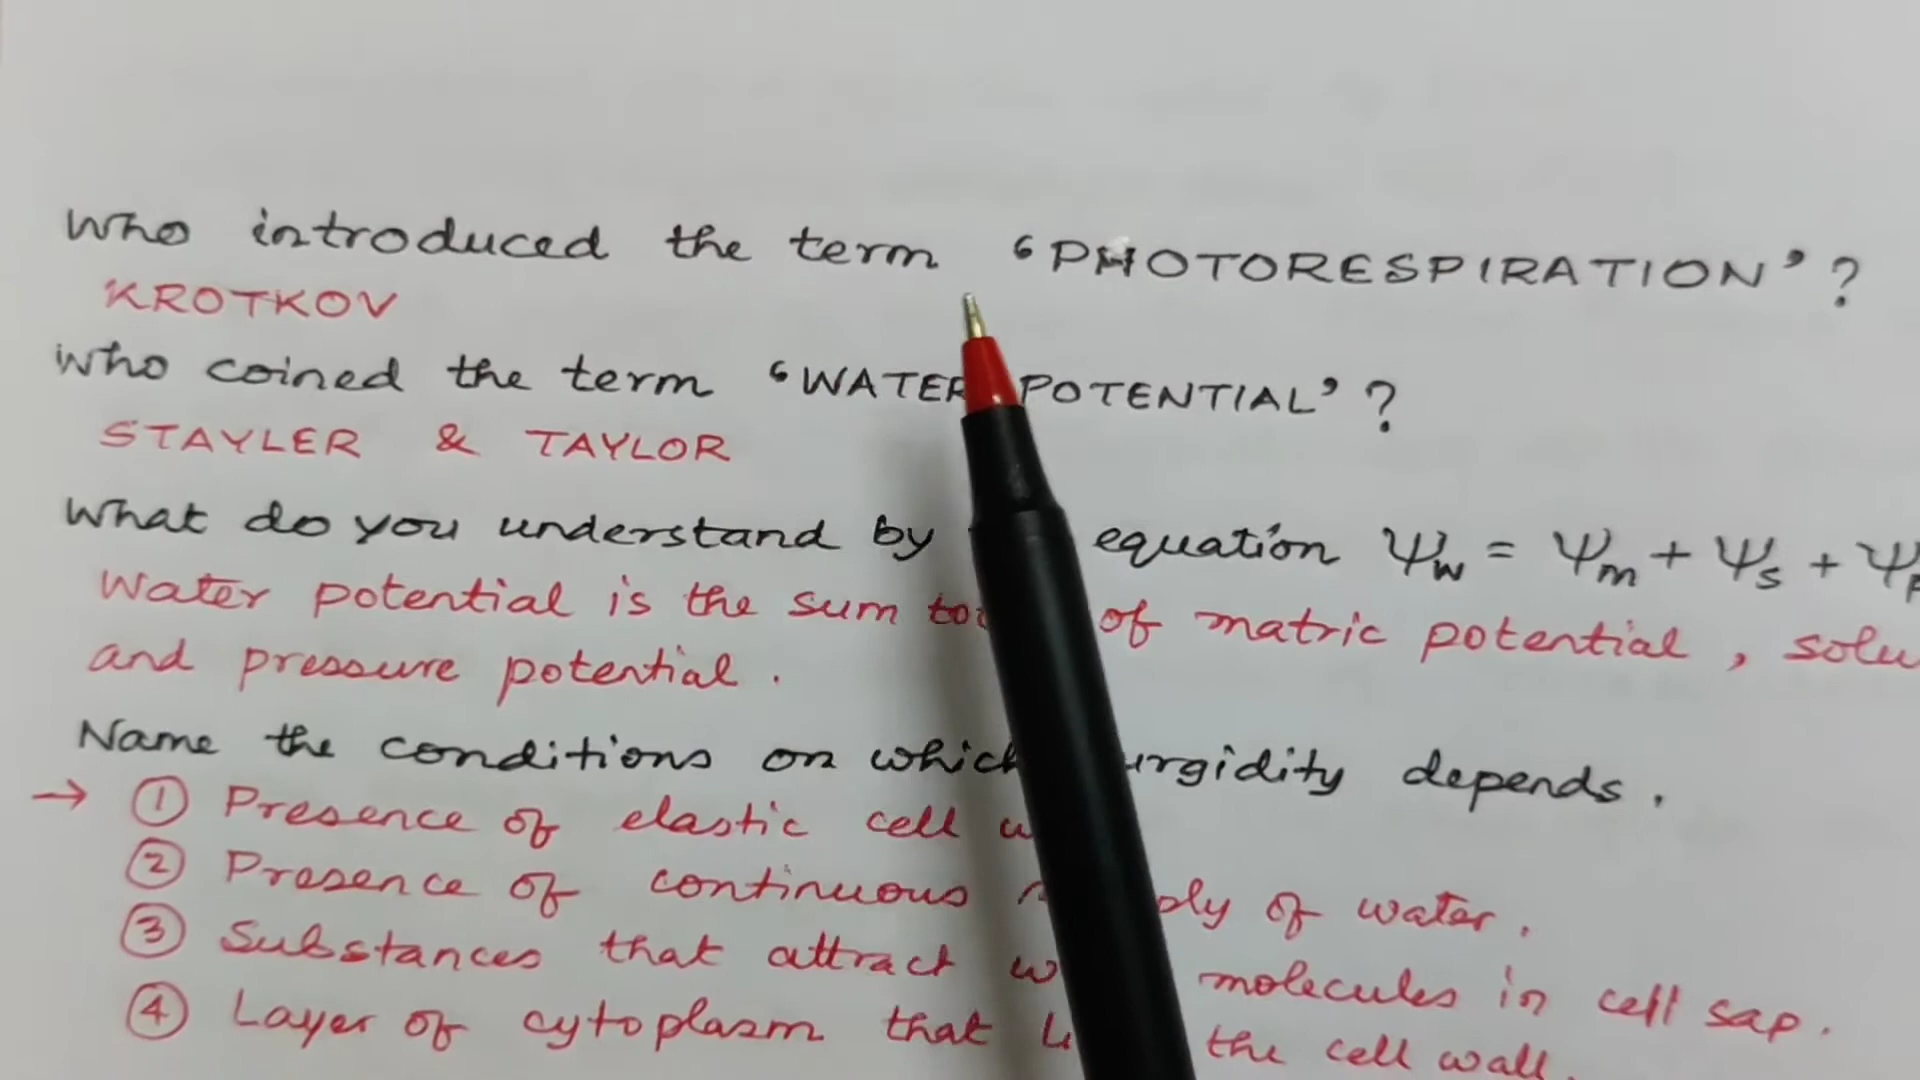 Who introduced the term ‘PHOTORESPIRATION’?
KROTKOV
Who coined the term ‘WATER POTENTIAL’?
STAYLER & TAYLOR
What do you understand by equation Ψw = Ψm + Ψs + Ψp
Water potential is the sum of matric potential,
and pressure potential.
Name the conditions on which turgidity depends.
→ ① Presence of elastic cell
② Presence of continuous supply of water.
③ Substances that attract molecules in cell sap.
④ Layer of cytoplasm that the cell wall.